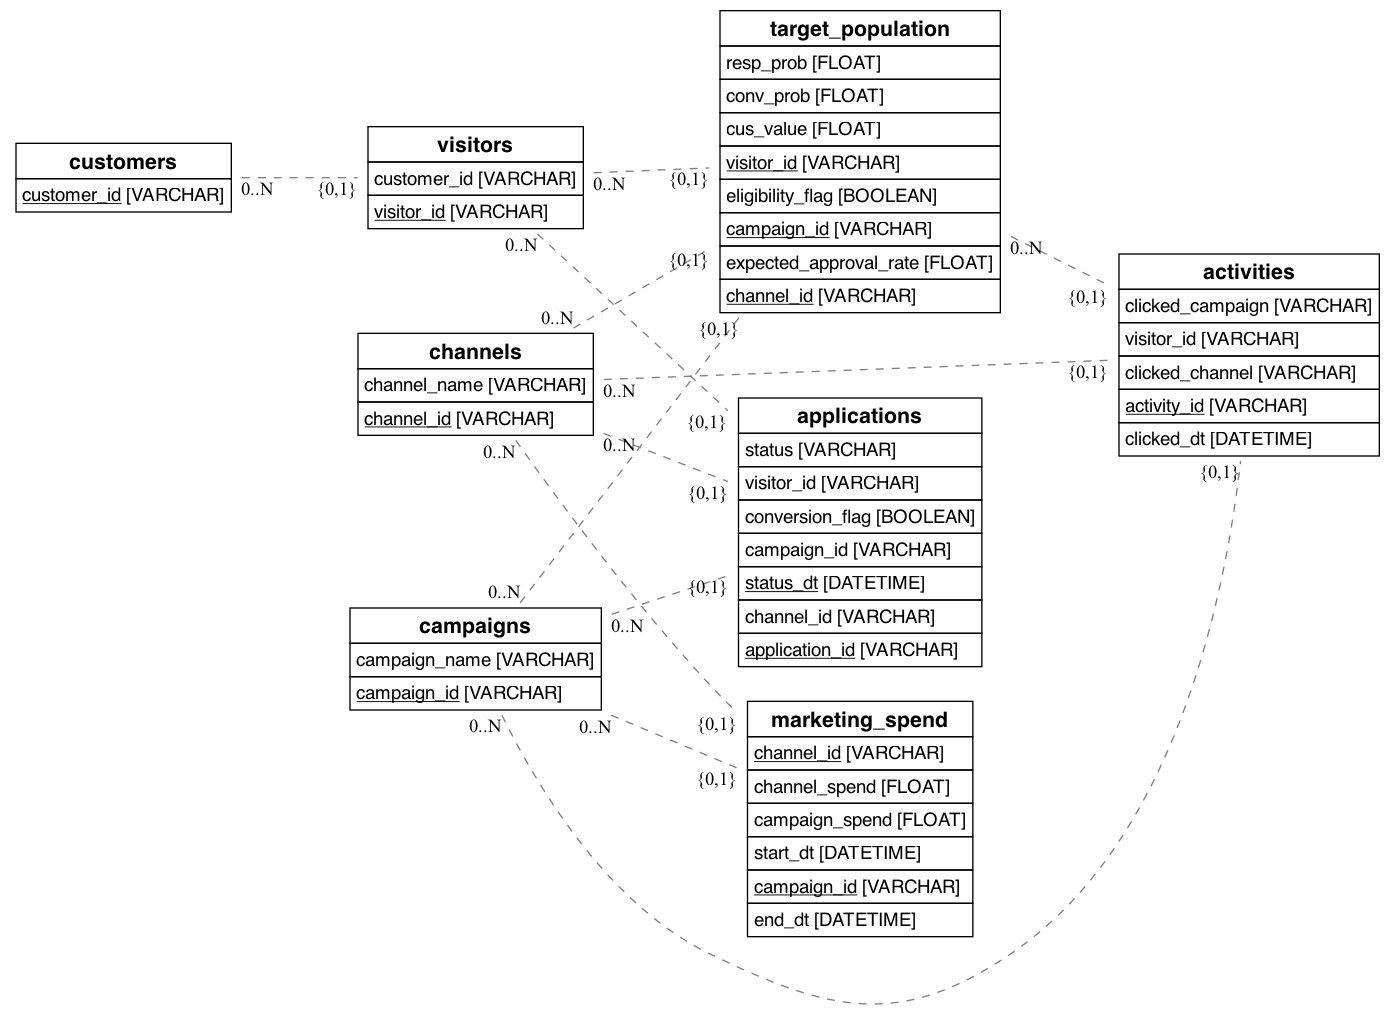 target_population
resp_prob [FLOAT]
conv_prob [FLOAT]
cus_value [FLOAT]
visitor_id [VARCHAR]
eligibility_flag [BOOLEAN]
campaign_id [VARCHAR]
expected_approval_rate [FLOAT]
channel_id [VARCHAR]
customers
customer_id [VARCHAR]
0..N
{0,1}
visitors
customer_id [VARCHAR]
visitor_id [VARCHAR]
0..N
{0,1}
0..N
{0,1}
0..N
{0,1}
0..N
{0,1}
activities
clicked_campaign [VARCHAR]
visitor_id [VARCHAR]
clicked_channel [VARCHAR]
activity_id [VARCHAR]
clicked_dt [DATETIME]
channels
channel_name [VARCHAR]
channel_id [VARCHAR]
0..N
{0,1}
0..N
0..N
{0,1}
{0,1}
{0,1}
applications
status [VARCHAR]
visitor_id [VARCHAR]
conversion_flag [BOOLEAN]
campaign_id [VARCHAR]
status_dt [DATETIME]
channel_id [VARCHAR]
application_id [VARCHAR]
0..N
{0,1}
0..N
campaigns
campaign_name [VARCHAR]
campaign_id [VARCHAR]
0..N
0..N
{0,1}
{0,1}
marketing_spend
channel_id [VARCHAR]
channel_spend [FLOAT]
campaign_spend [FLOAT]
start_dt [DATETIME]
campaign_id [VARCHAR]
end_dt [DATETIME]